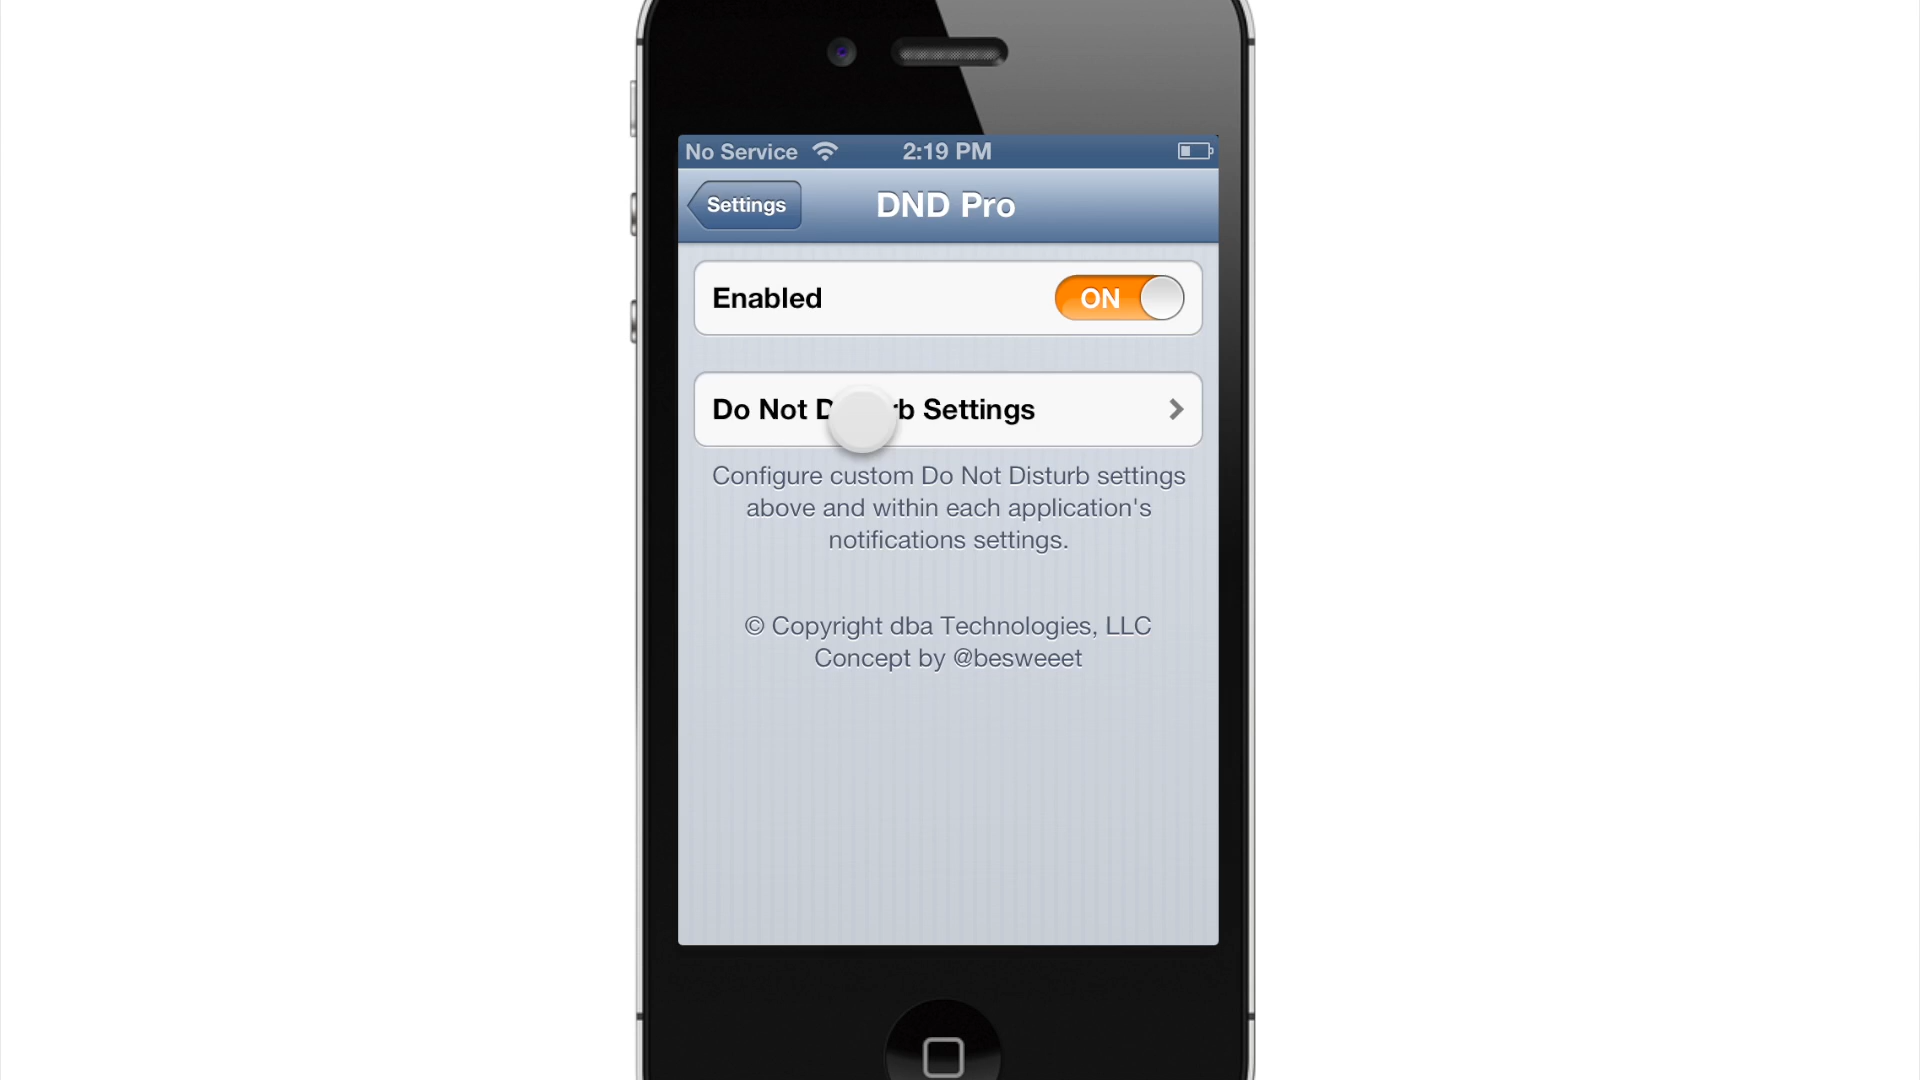 No Service 2:19 PM
Settings DND Pro
Enabled ON
Do Not D rb Settings
Configure custom Do Not Disturb settings
above and within each application's
notifications settings.
© Copyright dba Technologies, LLC
Concept by @besweeet